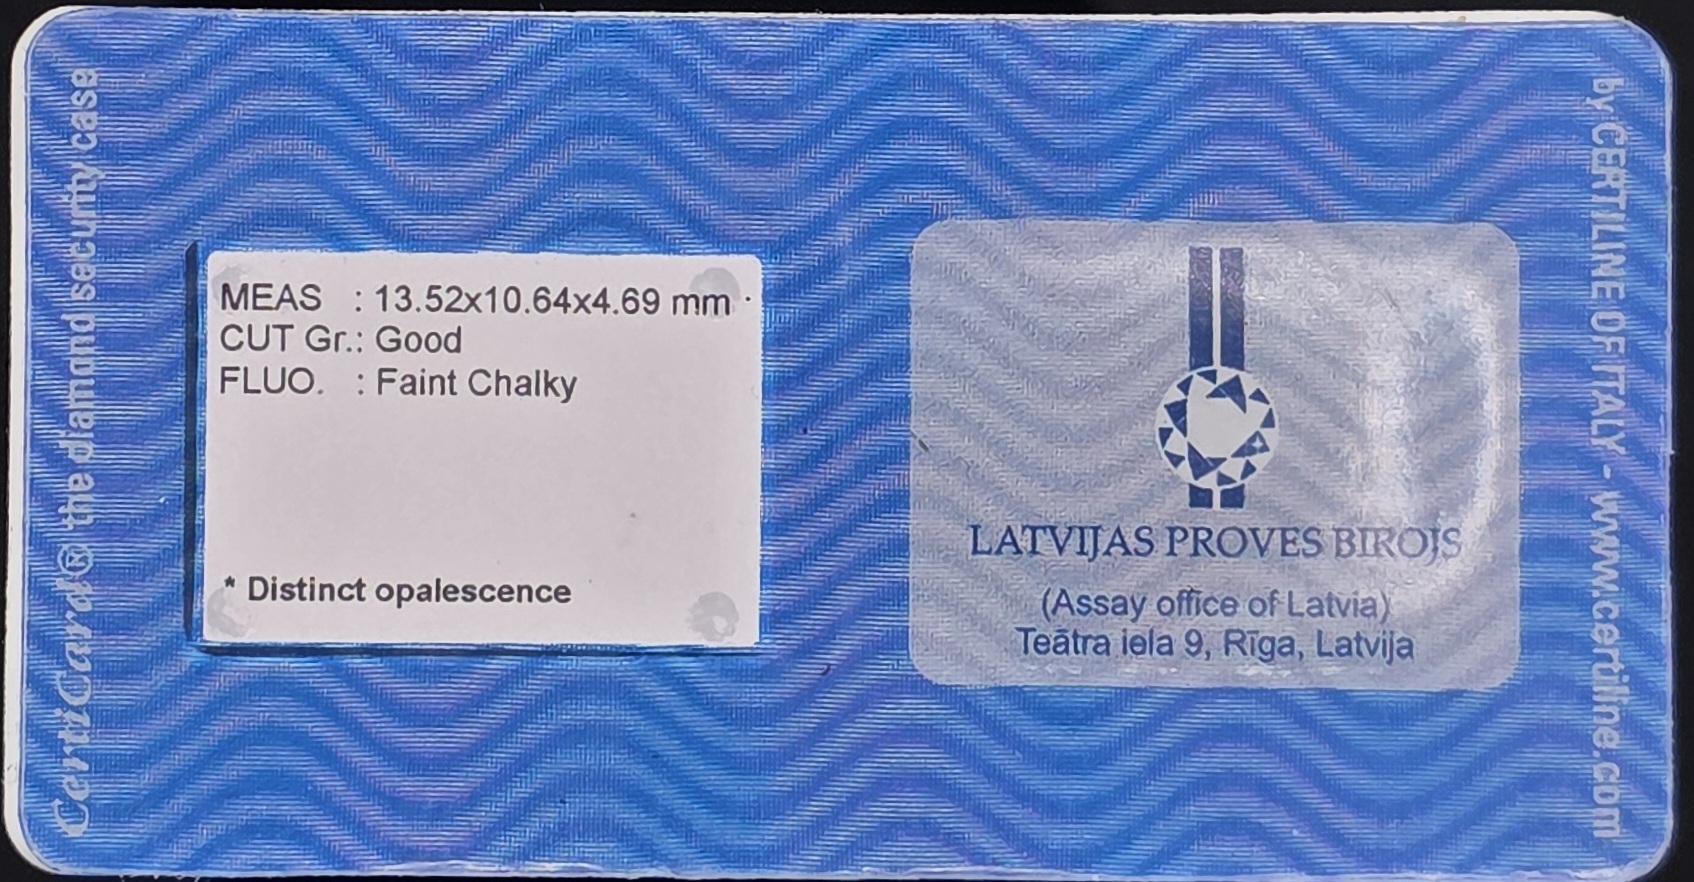 CertiCard® the diamand security case
MEAS : 13.52x10.64x4.69 mm ·
CUT Gr.: Good
FLUO. : Faint Chalky
* Distinct opalescence
LATVIJAS PROVES BIROJS
(Assay office of Latvia)
Teātra iela 9, Rīga, Latvija
by CERTILINE OF ITALY - www.certiline.com